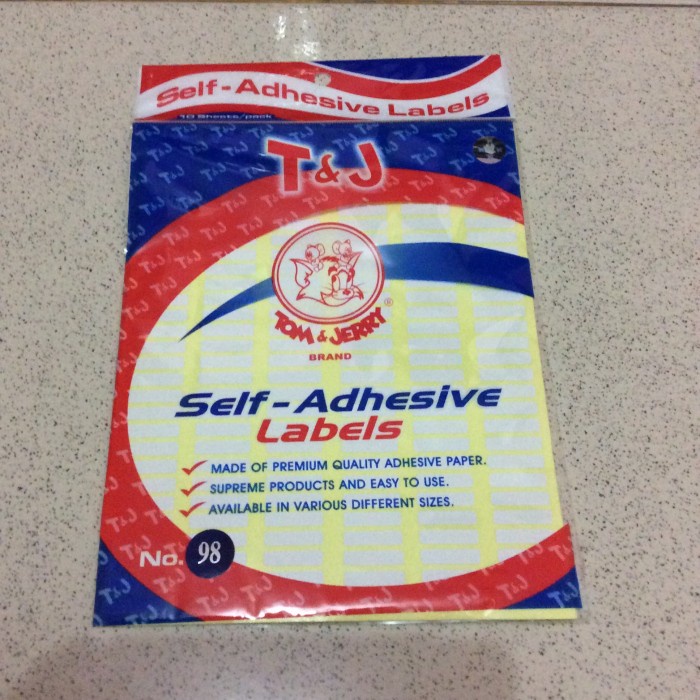 Self-Adhesive Labels
10 Sheets/pack
T&J
TOM & JERRY®
BRAND
Self-Adhesive
Labels
MADE OF PREMIUM QUALITY ADHESIVE PAPER.
SUPREME PRODUCTS AND EASY TO USE.
AVAILABLE IN VARIOUS DIFFERENT SIZES.
No. 98